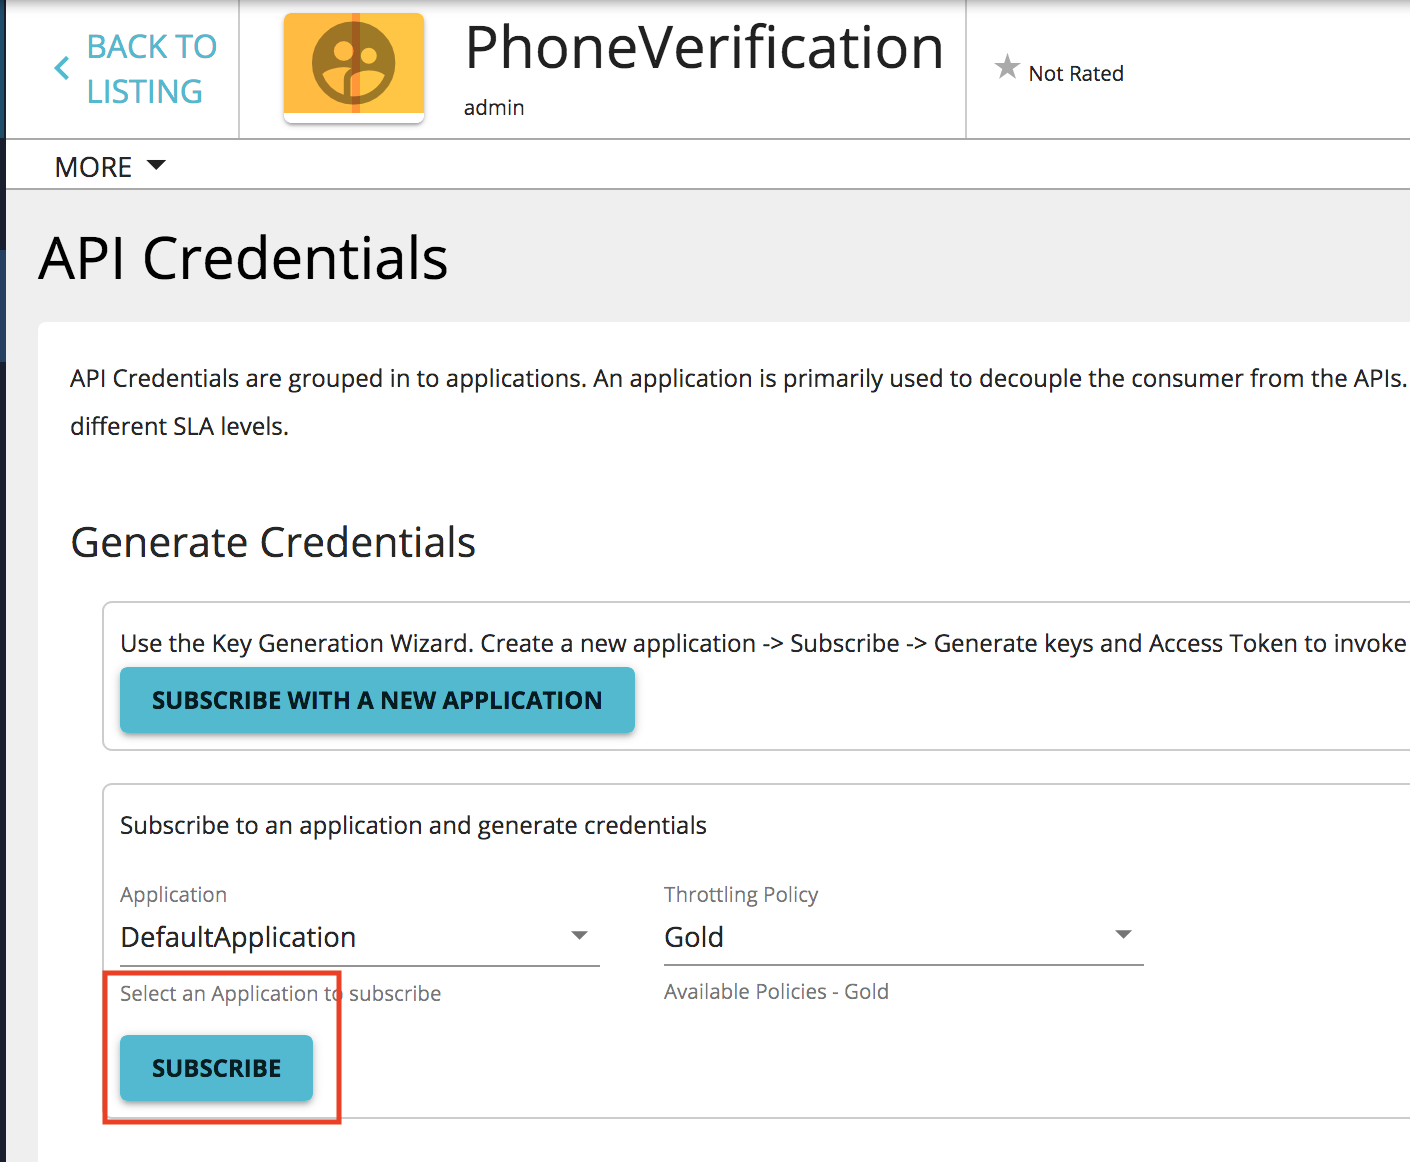 BACK TO
LISTING
PhoneVerification
admin
Not Rated
MORE
API Credentials
API Credentials are grouped in to applications. An application is primarily used to decouple the consumer from the APIs.
different SLA levels.
Generate Credentials
Use the Key Generation Wizard. Create a new application -> Subscribe -> Generate keys and Access Token to invoke
SUBSCRIBE WITH A NEW APPLICATION
Subscribe to an application and generate credentials
Application
Throttling Policy
DefaultApplication
Gold
Select an Application to subscribe
Available Policies - Gold
SUBSCRIBE